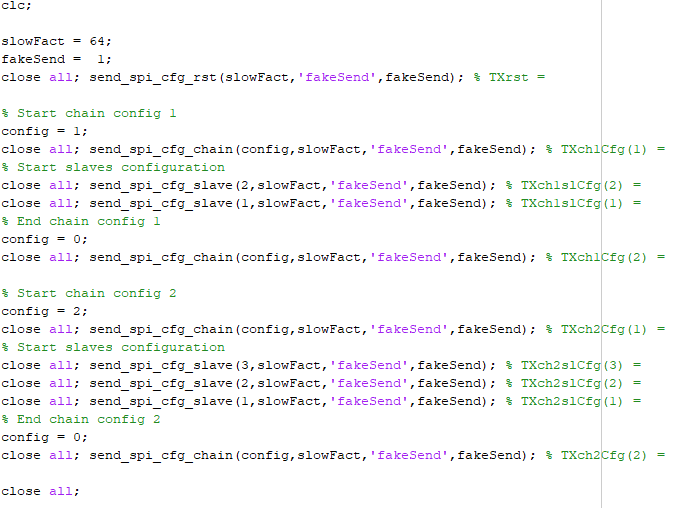 clc;
slowFact = 64;
fakeSend =  1;
close all; send_spi_cfg_rst(slowFact,'fakeSend',fakeSend); % TXrst =
% Start chain config 1
config = 1;
close all; send_spi_cfg_chain(config,slowFact,'fakeSend',fakeSend); % TXch1Cfg(1) =
% Start slaves configuration
close all; send_spi_cfg_slave(2,slowFact,'fakeSend',fakeSend); % TXch1slCfg(2) =
close all; send_spi_cfg_slave(1,slowFact,'fakeSend',fakeSend); % TXch1slCfg(1) =
% End chain config 1
config = 0;
close all; send_spi_cfg_chain(config,slowFact,'fakeSend',fakeSend); % TXch1Cfg(2) =
% Start chain config 2
config = 2;
close all; send_spi_cfg_chain(config,slowFact,'fakeSend',fakeSend); % TXch2Cfg(1) =
% Start slaves configuration
close all; send_spi_cfg_slave(3,slowFact,'fakeSend',fakeSend); % TXch2slCfg(3) =
close all; send_spi_cfg_slave(2,slowFact,'fakeSend',fakeSend); % TXch2slCfg(2) =
close all; send_spi_cfg_slave(1,slowFact,'fakeSend',fakeSend); % TXch2slCfg(1) =
% End chain config 2
config = 0;
close all; send_spi_cfg_chain(config,slowFact,'fakeSend',fakeSend); % TXch2Cfg(2) =
close all;